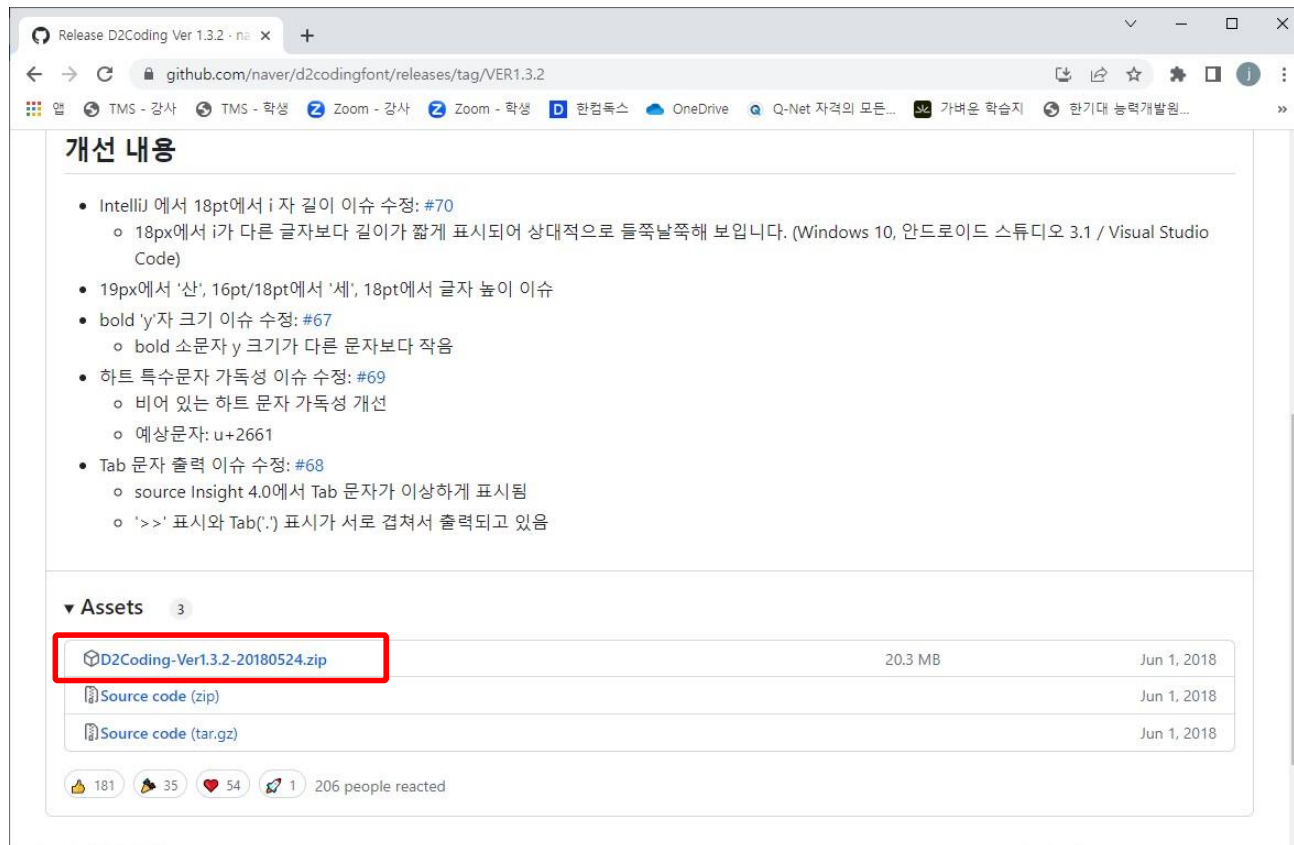 Release D2Coding Ver 1.3.2 · na
github.com/naver/d2codingfont/releases/tag/VER1.3.2
j
앱 TMS - 강사 TMS - 학생 Zoom - 강사 Zoom - 학생 한컴독스 OneDrive Q-Net 자격의 모든... 가벼운 학습지 한기대 능력개발원... »
개선 내용
• IntelliJ 에서 18pt에서 i 자 길이 이슈 수정: #70
○ 18px에서 i가 다른 글자보다 길이가 짧게 표시되어 상대적으로 들쭉날쭉해 보입니다. (Windows 10, 안드로이드 스튜디오 3.1 / Visual Studio
Code)
• 19px에서 '산', 16pt/18pt에서 '세', 18pt에서 글자 높이 이슈
• bold 'y'자 크기 이슈 수정: #67
○ bold 소문자 y 크기가 다른 문자보다 작음
• 하트 특수문자 가독성 이슈 수정: #69
○ 비어 있는 하트 문자 가독성 개선
○ 예상문자: u+2661
• Tab 문자 출력 이슈 수정: #68
○ source Insight 4.0에서 Tab 문자가 이상하게 표시됨
○ '>>' 표시와 Tab('.') 표시가 서로 겹쳐서 출력되고 있음
▾ Assets 3
D2Coding-Ver1.3.2-20180524.zip 20.3 MB Jun 1, 2018
Source code (zip) Jun 1, 2018
Source code (tar.gz) Jun 1, 2018
👍 181 🎉 35 ❤️ 54 🚀 1 206 people reacted